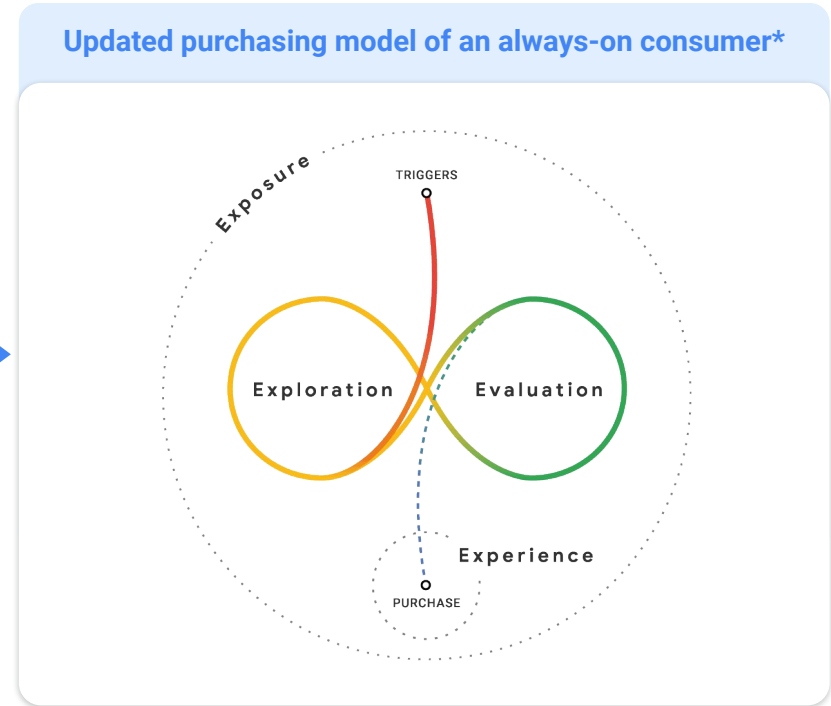 Updated purchasing model of an always-on consumer*
Exposure
TRIGGERS
Exploration
Evaluation
Experience
PURCHASE